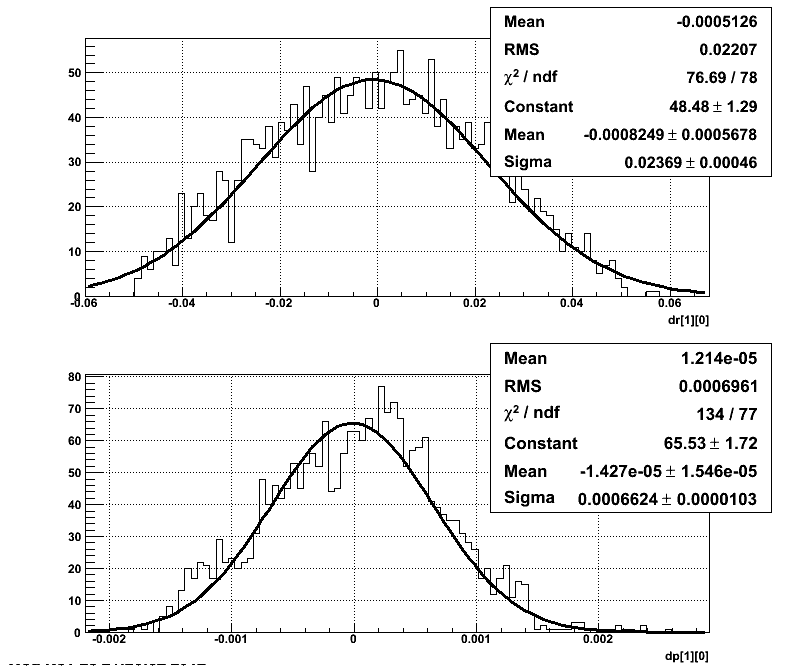 Mean -0.0005126
RMS 0.02207
χ² / ndf 76.69 / 78
Constant 48.48 ± 1.29
Mean -0.0008249 ± 0.0005678
Sigma 0.02369 ± 0.00046
50
40
30
20
10
0
-0.06 -0.04 -0.02 0 0.02 0.04 0.06
dr[1][0]
Mean 1.214e-05
RMS 0.0006961
χ² / ndf 134 / 77
Constant 65.53 ± 1.72
Mean -1.427e-05 ± 1.546e-05
Sigma 0.0006624 ± 0.0000103
80
70
60
50
40
30
20
10
0
-0.002 -0.001 0 0.001 0.002
dp[1][0]